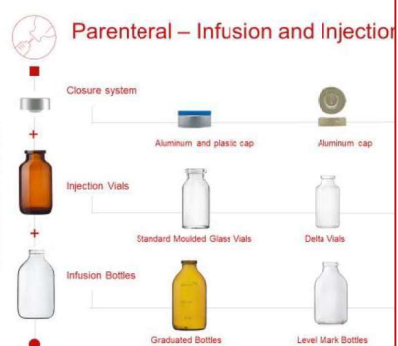 Parenteral – Infusion and Injection
Closure system
Aluminum and plasic cap
Aluminum cap
+
Injection Vials
Standard Moulded Glass Vials
Delta Vials
+
Infusion Bottles
Graduated Bottles
Level Mark Bottles